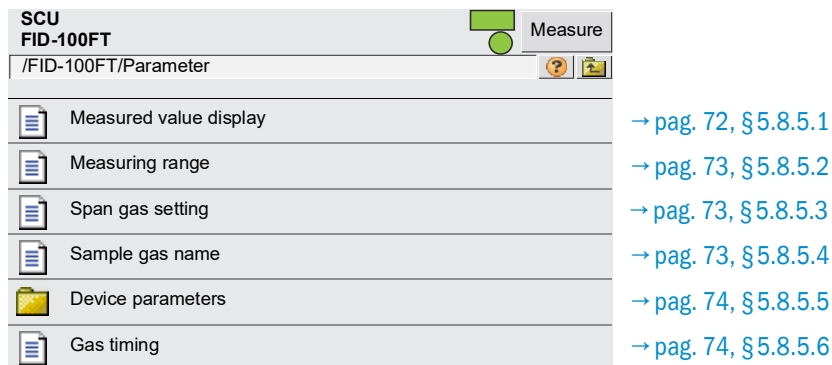 SCU
FID-100FT
Measure
/FID-100FT/Parameter
?
Measured value display → pag. 72, § 5.8.5.1
Measuring range → pag. 73, § 5.8.5.2
Span gas setting → pag. 73, § 5.8.5.3
Sample gas name → pag. 73, § 5.8.5.4
Device parameters → pag. 74, § 5.8.5.5
Gas timing → pag. 74, § 5.8.5.6